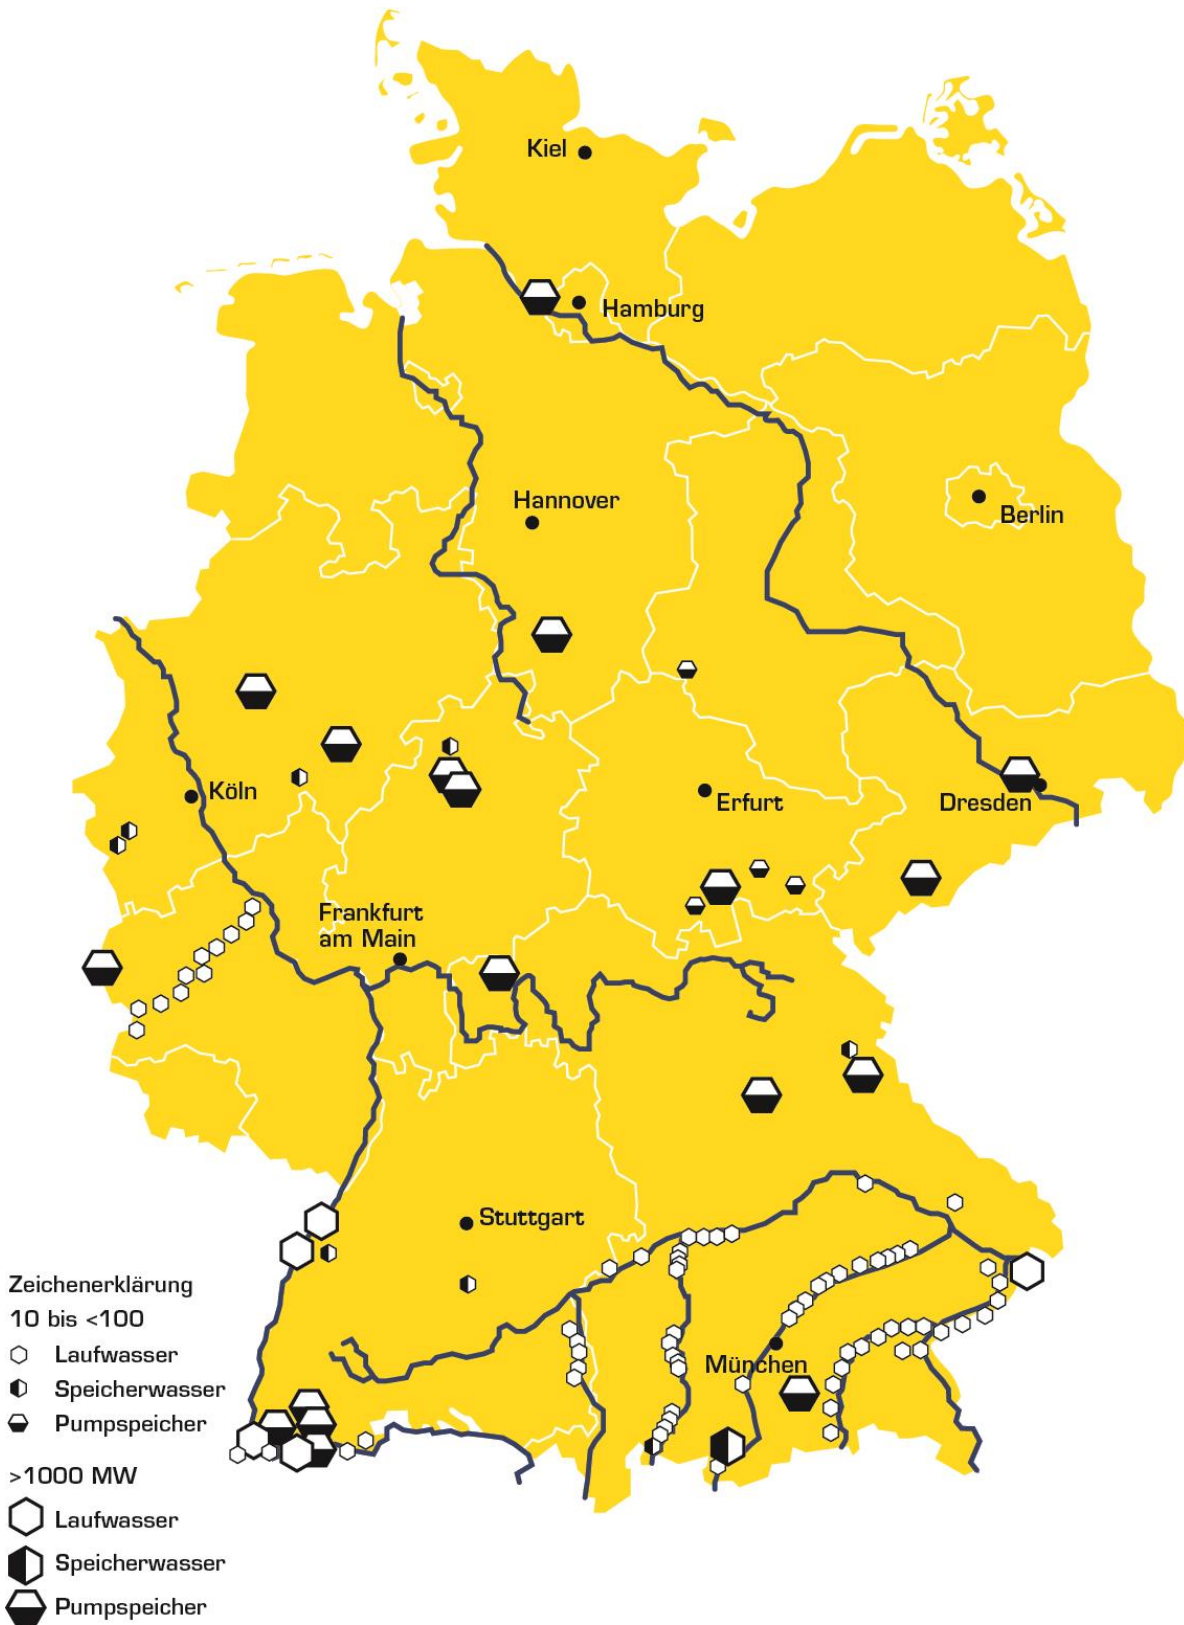 Kiel
Hamburg
Hannover
Berlin
Köln
Erfurt
Dresden
Frankfurt
am Main
Stuttgart
München
Zeichenerklärung
10 bis <100
Laufwasser
Speicherwasser
Pumpspeicher
>1000 MW
Laufwasser
Speicherwasser
Pumpspeicher